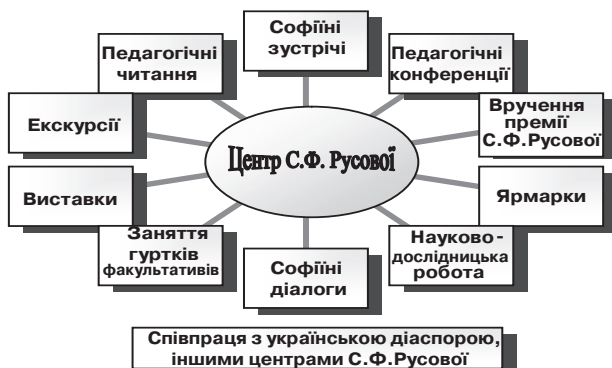 Софіїні
зустрічі
Педагогічні
читання
Педагогічні
конференції
Екскурсії
Вручення
премії
С.Ф.Русової
Центр С.Ф. Русової
Виставки
Ярмарки
Заняття
гуртків
факультативів
Софіїні
діалоги
Науково-
дослідницька
робота
Співпраця з українською діаспорою,
іншими центрами С.Ф.Русової